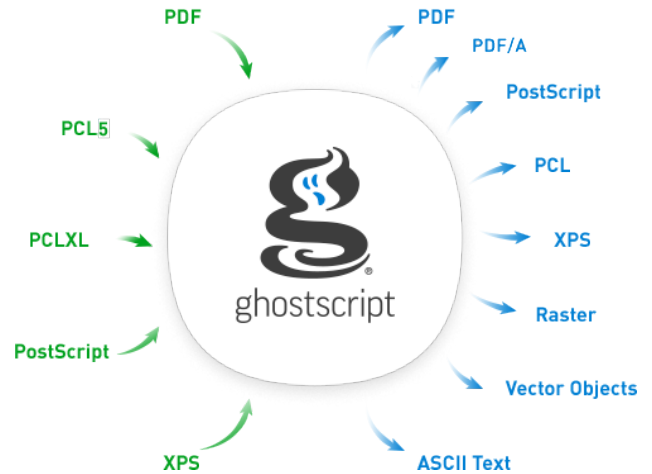 PDF
PCL5
PCLXL
PostScript
XPS
ghostscript
®
PDF
PDF/A
PostScript
PCL
XPS
Raster
Vector Objects
ASCII Text